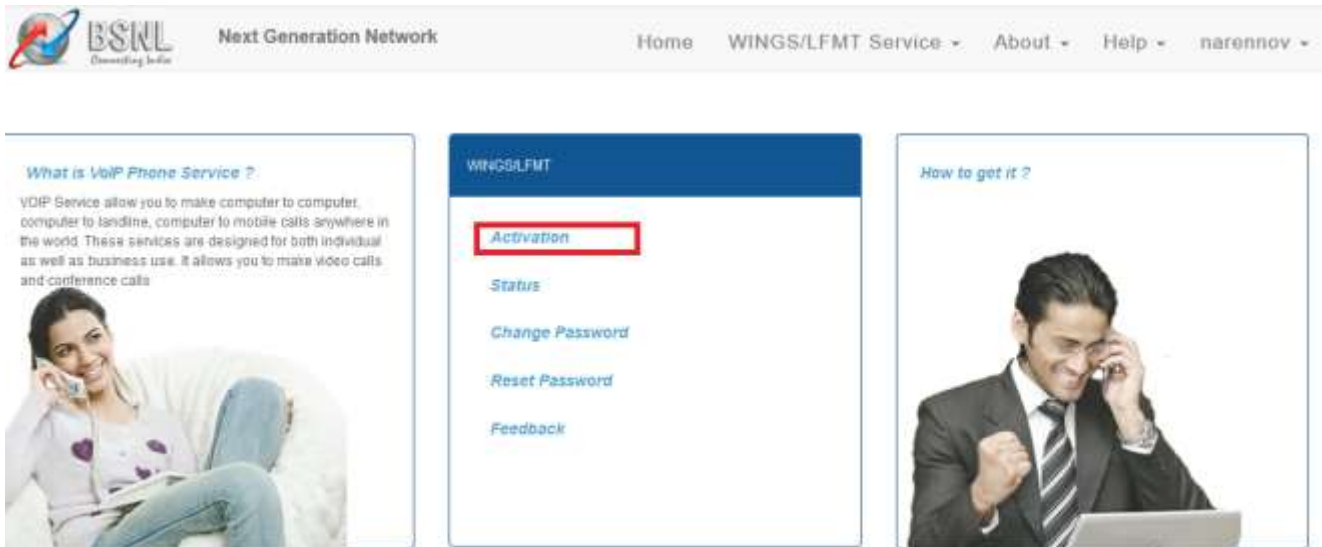 BSNL
Connecting India
Next Generation Network
Home WINGS/LFMT Service About Help narennov
What is VoIP Phone Service ?
VOIP Service allow you to make computer to computer,
computer to landline, computer to mobile calls anywhere in
the world. These services are designed for both individual
as well as business use. It allows you to make video calls
and conference calls
WINGS/LFMT
Activation
Status
Change Password
Reset Password
Feedback
How to get it ?